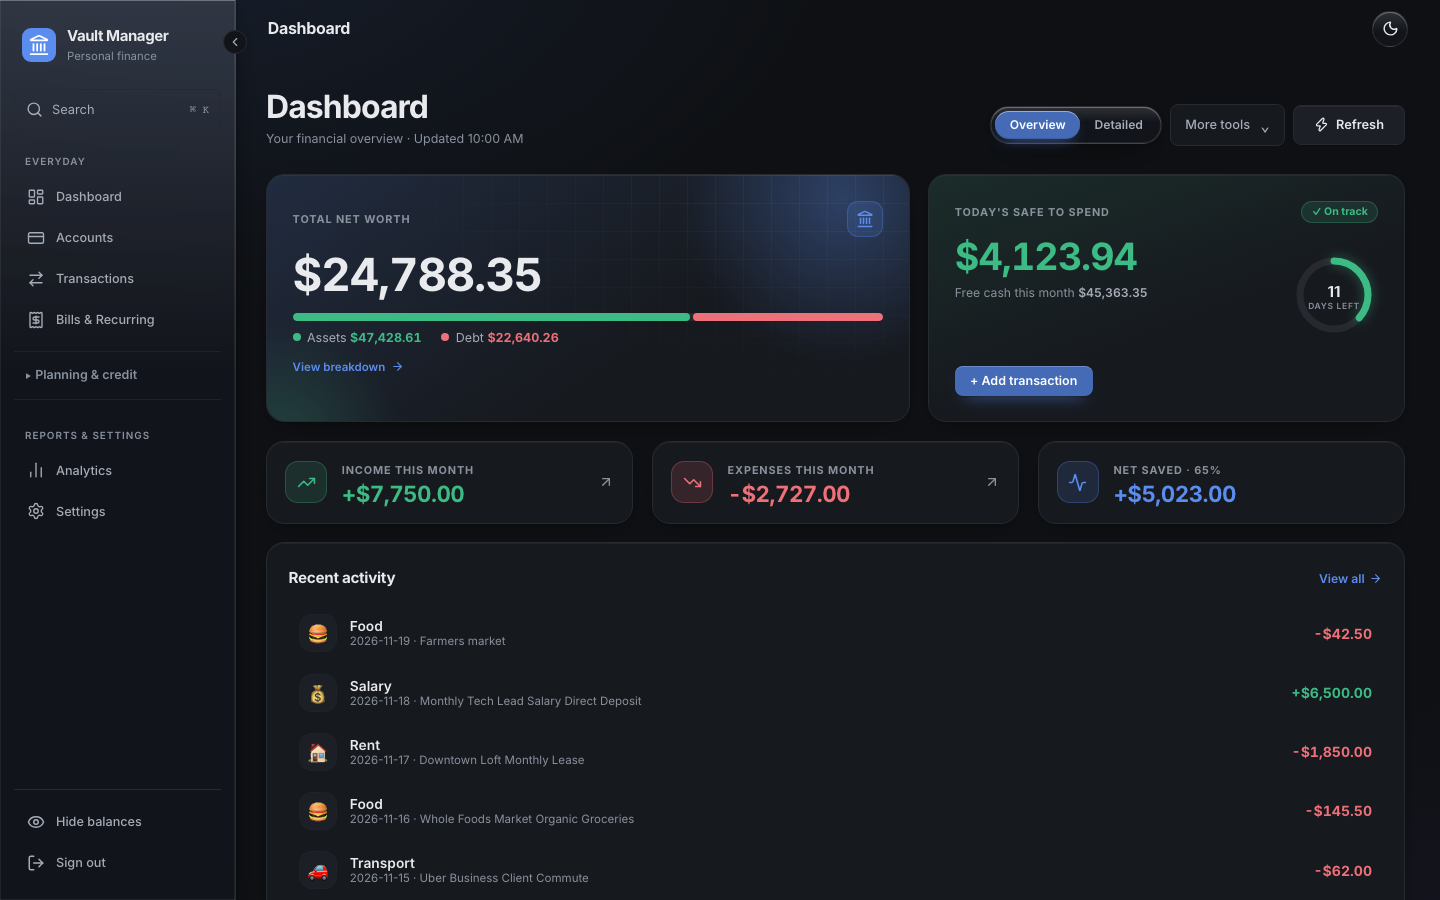 Vault Manager
Personal finance
Search ⌘ K
EVERYDAY
Dashboard
Accounts
Transactions
Bills & Recurring
▸ Planning & credit
REPORTS & SETTINGS
Analytics
Settings
Hide balances
Sign out
Dashboard
Dashboard
Your financial overview · Updated 10:00 AM
Overview Detailed More tools Refresh
TOTAL NET WORTH
$24,788.35
Assets $47,428.61 Debt $22,640.26
View breakdown →
TODAY'S SAFE TO SPEND
✓ On track
$4,123.94
Free cash this month $45,363.35
11
DAYS LEFT
+ Add transaction
INCOME THIS MONTH
+$7,750.00
EXPENSES THIS MONTH
-$2,727.00
NET SAVED · 65%
+$5,023.00
Recent activity View all →
Food
2026-11-19 · Farmers market
-$42.50
Salary
2026-11-18 · Monthly Tech Lead Salary Direct Deposit
+$6,500.00
Rent
2026-11-17 · Downtown Loft Monthly Lease
-$1,850.00
Food
2026-11-16 · Whole Foods Market Organic Groceries
-$145.50
Transport
2026-11-15 · Uber Business Client Commute
-$62.00